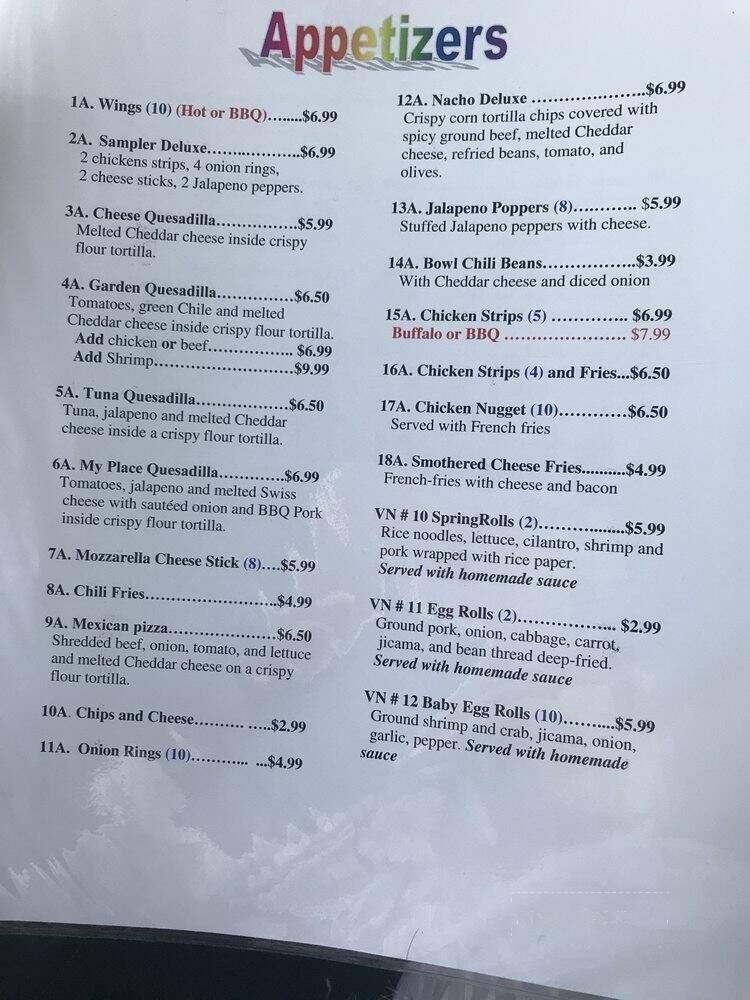 Appetizers
1A. Wings (10) (Hot or BBQ)........$6.99
2A. Sampler Deluxe..................$6.99
2 chickens strips, 4 onion rings,
2 cheese sticks, 2 Jalapeno peppers.
3A. Cheese Quesadilla...............$5.99
Melted Cheddar cheese inside crispy
flour tortilla.
4A. Garden Quesadilla..............$6.50
Tomatoes, green Chile and melted
Cheddar cheese inside crispy flour tortilla.
Add chicken or beef................ $6.99
Add Shrimp..........................$9.99
5A. Tuna Quesadilla.................$6.50
Tuna, jalapeno and melted Cheddar
cheese inside a crispy flour tortilla.
6A. My Place Quesadilla............$6.99
Tomatoes, jalapeno and melted Swiss
cheese with sautéed onion and BBQ Pork
inside crispy flour tortilla.
7A. Mozzarella Cheese Stick (8)....$5.99
8A. Chili Fries........................$4.99
9A. Mexican pizza....................$6.50
Shredded beef, onion, tomato, and lettuce
and melted Cheddar cheese on a crispy
flour tortilla.
10A. Chips and Cheese......... .....$2.99
11A. Onion Rings (10)........... ...$4.99
12A. Nacho Deluxe .....................$6.99
Crispy corn tortilla chips covered with
spicy ground beef, melted Cheddar
cheese, refried beans, tomato, and
olives.
13A. Jalapeno Poppers (8)............ $5.99
Stuffed Jalapeno peppers with cheese.
14A. Bowl Chili Beans.................$3.99
With Cheddar cheese and diced onion
15A. Chicken Strips (5) .............. $6.99
Buffalo or BBQ ....................... $7.99
16A. Chicken Strips (4) and Fries...$6.50
17A. Chicken Nugget (10)............$6.50
Served with French fries
18A. Smothered Cheese Fries..........$4.99
French-fries with cheese and bacon
VN # 10 SpringRolls (2)..................$5.99
Rice noodles, lettuce, cilantro, shrimp and
pork wrapped with rice paper.
Served with homemade sauce
VN # 11 Egg Rolls (2)................... $2.99
Ground pork, onion, cabbage, carrot,
jicama, and bean thread deep-fried.
Served with homemade sauce
VN # 12 Baby Egg Rolls (10)..........$5.99
Ground shrimp and crab, jicama, onion,
garlic, pepper. Served with homemade
sauce